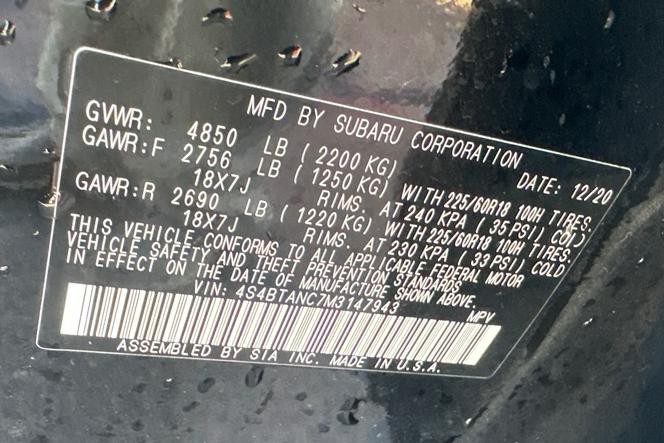 MFD BY SUBARU CORPORATION
DATE: 12/20
GVWR: 4850 LB (2200 KG)
GAWR:F 2756 LB (1250 KG) WITH 225/60R18 100H TIRES.
18X7J RIMS. AT 240 KPA (35 PSI), COLD
GAWR:R 2690 LB (1220 KG) WITH 225/60R18 100H TIRES.
18X7J RIMS. AT 230 KPA (33 PSI), COLD
THIS VEHICLE CONFORMS TO ALL APPLICABLE FEDERAL MOTOR
VEHICLE SAFETY AND THEFT PREVENTION STANDARDS
IN EFFECT ON THE DATE OF MANUFACTURE SHOWN ABOVE.
VIN: 4S4BTANC7M3147943 MPV
ASSEMBLED BY SIA INC. MADE IN U.S.A.